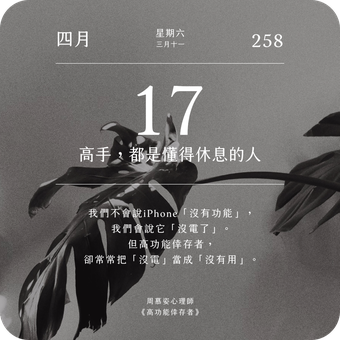 四月
星期六
三月十一
258
17
高手，都是懂得休息的人
我們不會說iPhone「沒有功能」，
我們會說它「沒電了」。
但高功能倖存者，
卻常常把「沒電」當成「沒有用」。
周慕姿心理師
《高功能倖存者》